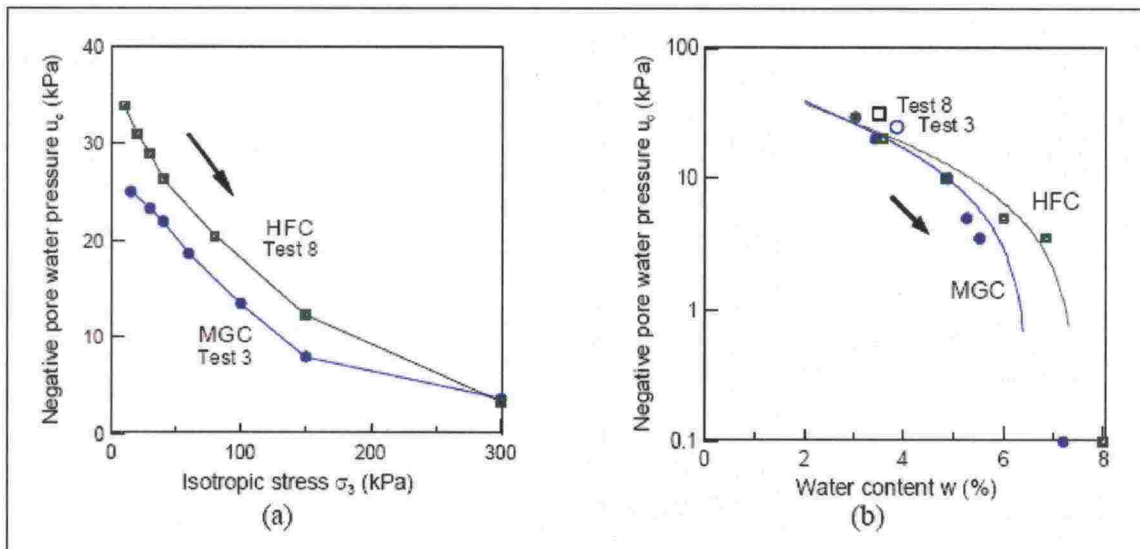 40
30
20
10
0
Negative pore water pressure uc (kPa)
HFC
Test 8
MGC
Test 3
0 100 200 300
Isotropic stress σ3 (kPa)
(a)
100
10
1
0.1
Negative pore water pressure uc (kPa)
Test 8
Test 3
HFC
MGC
0 2 4 6 8
Water content w (%)
(b)